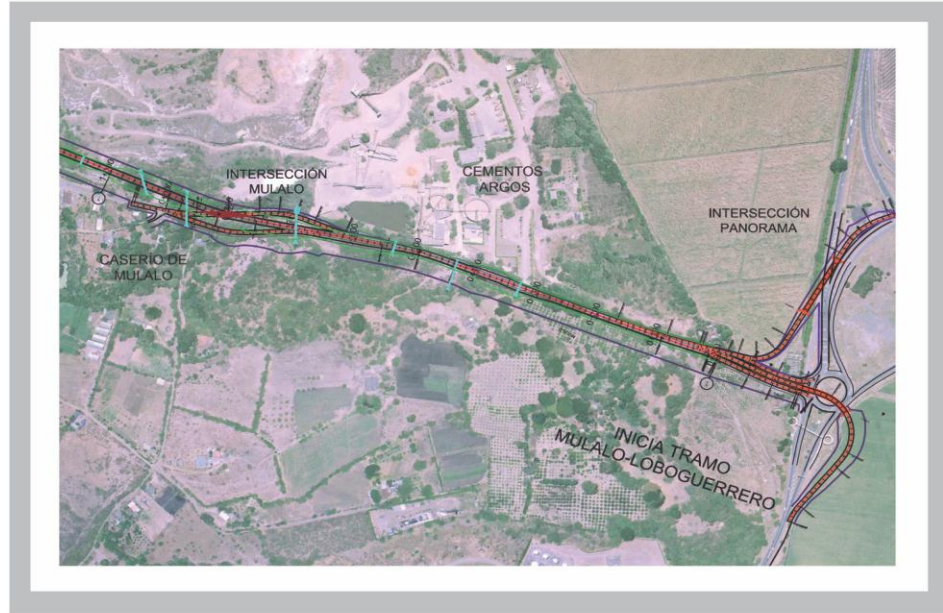 INTERSECCIÓN
MULALO
CEMENTOS
ARGOS
INTERSECCIÓN
PANORAMA
CASERIO DE
MULALO
INICIA TRAMO
MULALO-LOBOGUERRERO